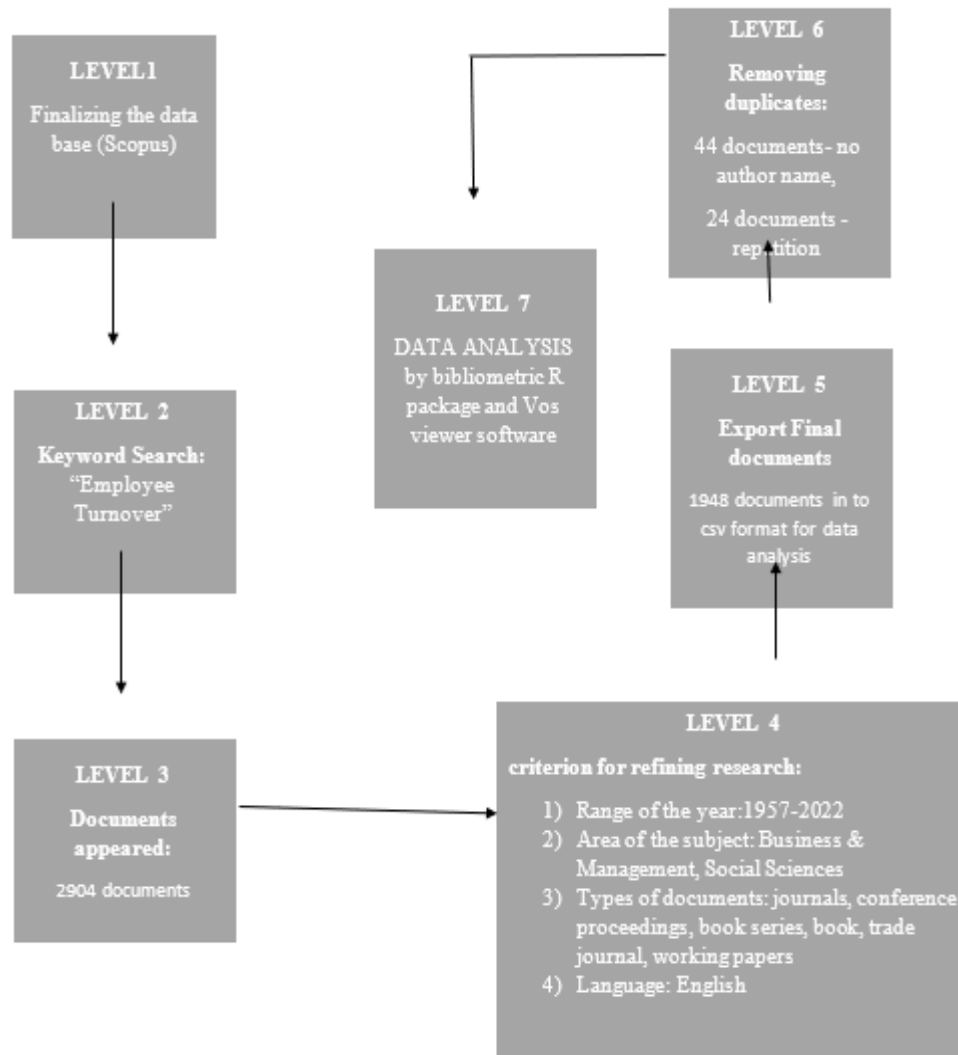 LEVEL1
Finalizing the data
base (Scopus)
LEVEL 2
Keyword Search:
“Employee
Turnover”
LEVEL 3
Documents
appeared:
2904 documents
LEVEL 4
criterion for refining research:
1) Range of the year:1957-2022
2) Area of the subject: Business &
Management, Social Sciences
3) Types of documents: journals, conference
proceedings, book series, book, trade
journal, working papers
4) Language: English
LEVEL 5
Export Final
documents
1948 documents in to
csv format for data
analysis
LEVEL 6
Removing
duplicates:
44 documents- no
author name,
24 documents -
repetition
LEVEL 7
DATA ANALYSIS
by bibliometric R
package and Vos
viewer software